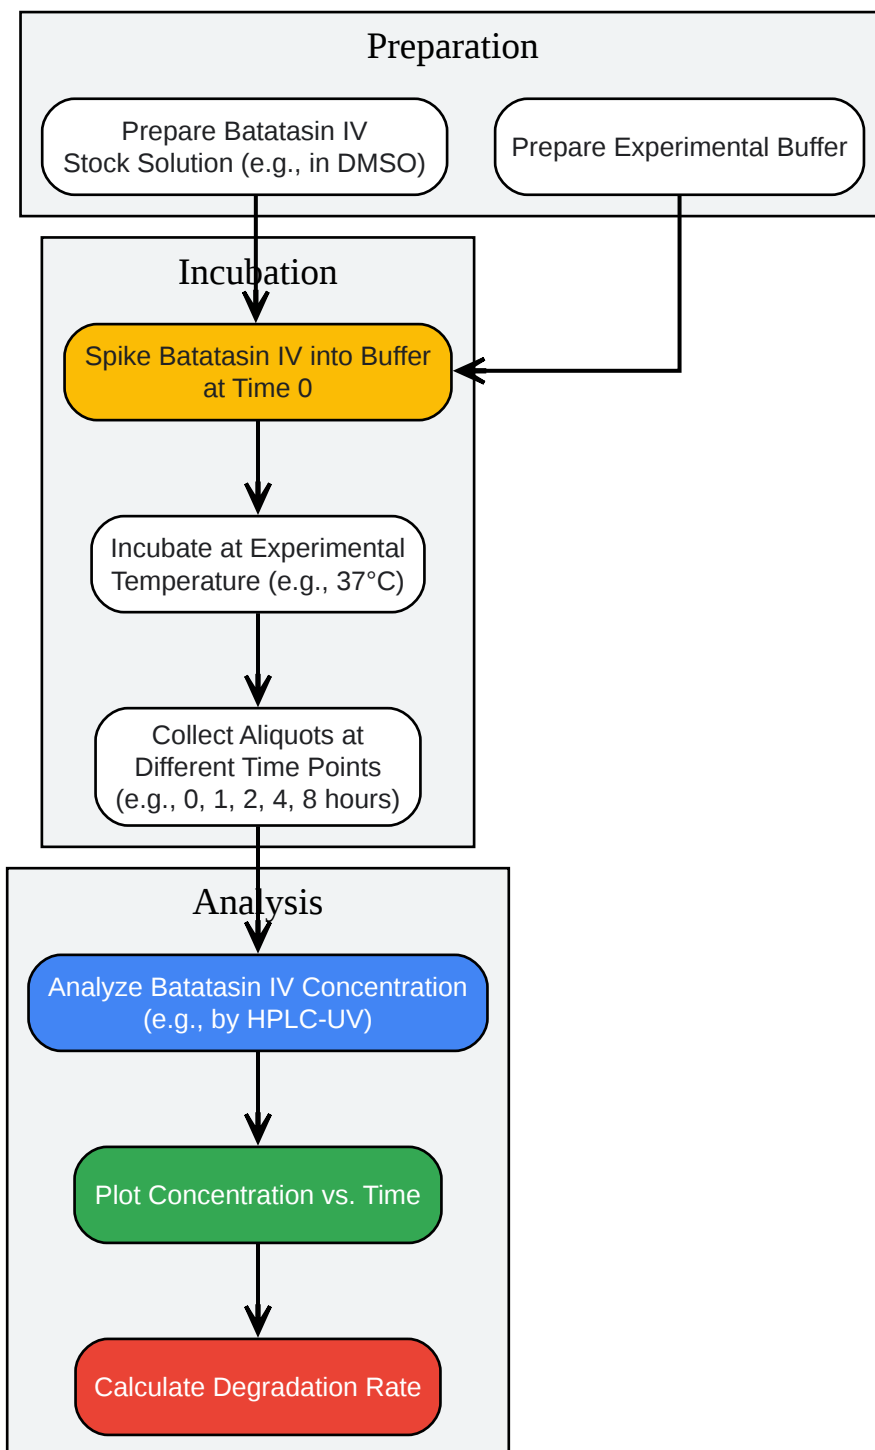 Preparation
Prepare Batatasin IV
Stock Solution (e.g., in DMSO)
Prepare Experimental Buffer
Incubation
Spike Batatasin IV into Buffer
at Time 0
Incubate at Experimental
Temperature (e.g., 37°C)
Collect Aliquots at
Different Time Points
(e.g., 0, 1, 2, 4, 8 hours)
Analysis
Analyze Batatasin IV Concentration
(e.g., by HPLC-UV)
Plot Concentration vs. Time
Calculate Degradation Rate